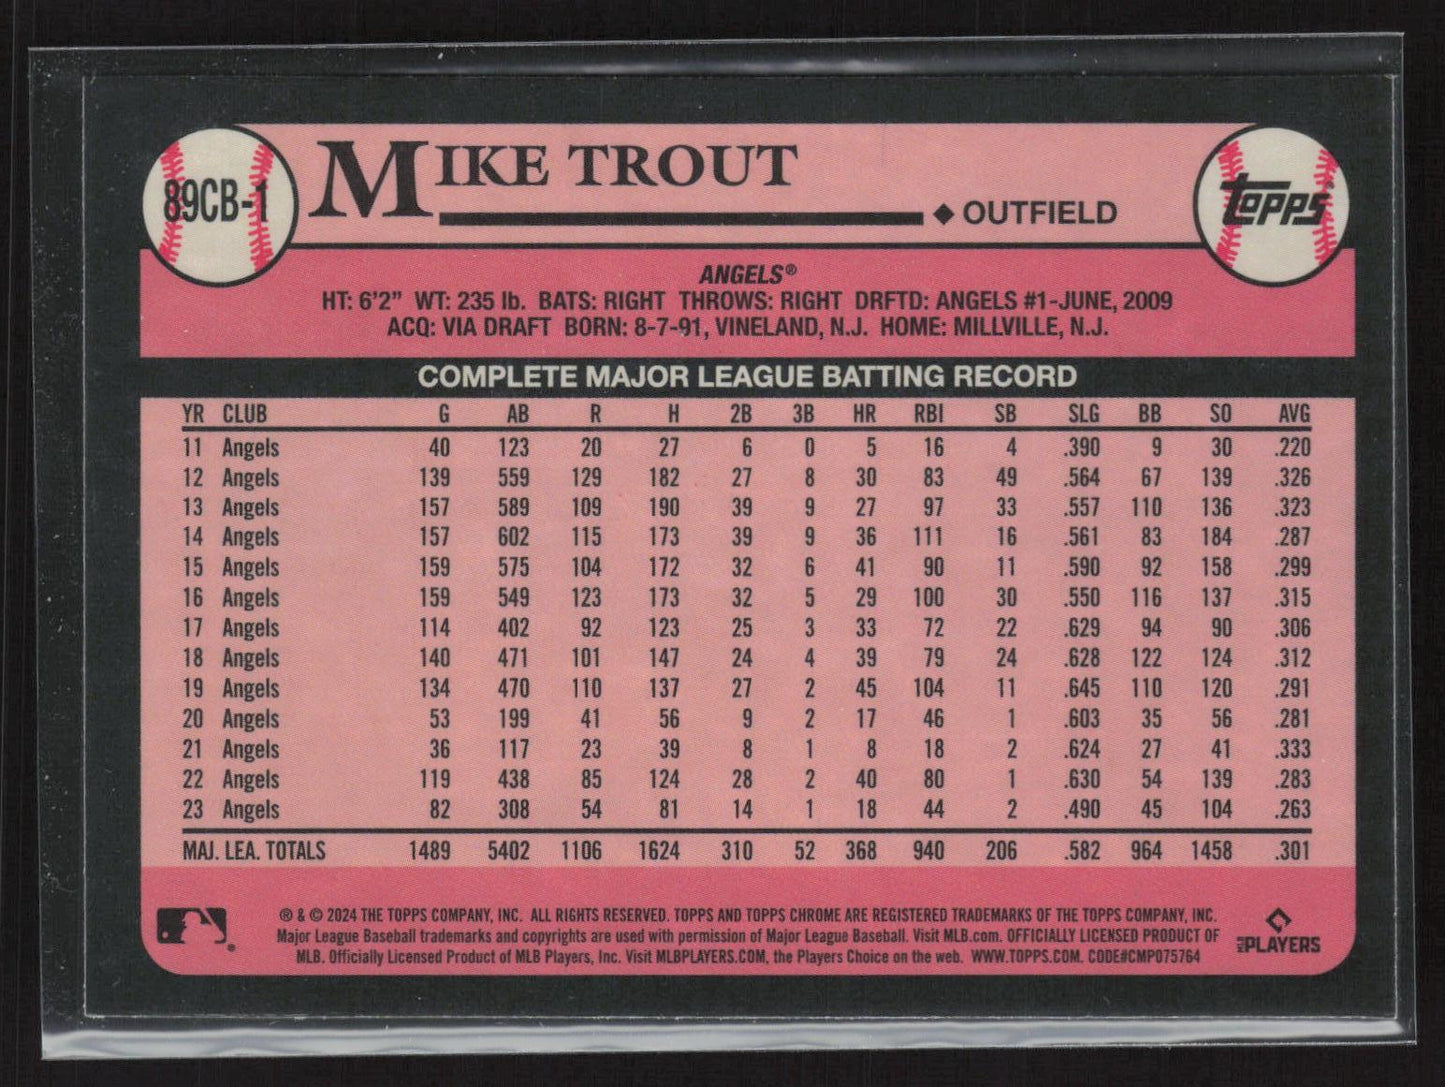 89CB-1
MIKE TROUT
◆ OUTFIELD
TOPPS®
ANGELS®
HT: 6'2" WT: 235 lb. BATS: RIGHT THROWS: RIGHT DRFTD: ANGELS #1-JUNE, 2009
ACQ: VIA DRAFT BORN: 8-7-91, VINELAND, N.J. HOME: MILLVILLE, N.J.
COMPLETE MAJOR LEAGUE BATTING RECORD
YR CLUB G AB R H 2B 3B HR RBI SB SLG BB SO AVG
11 Angels 40 123 20 27 6 0 5 16 4 .390 9 30 .220
12 Angels 139 559 129 182 27 8 30 83 49 .564 67 139 .326
13 Angels 157 589 109 190 39 9 27 97 33 .557 110 136 .323
14 Angels 157 602 115 173 39 9 36 111 16 .561 83 184 .287
15 Angels 159 575 104 172 32 6 41 90 11 .590 92 158 .299
16 Angels 159 549 123 173 32 5 29 100 30 .550 116 137 .315
17 Angels 114 402 92 123 25 3 33 72 22 .629 94 90 .306
18 Angels 140 471 101 147 24 4 39 79 24 .628 122 124 .312
19 Angels 134 470 110 137 27 2 45 104 11 .645 110 120 .291
20 Angels 53 199 41 56 9 2 17 46 1 .603 35 56 .281
21 Angels 36 117 23 39 8 1 8 18 2 .624 27 41 .333
22 Angels 119 438 85 124 28 2 40 80 1 .630 54 139 .283
23 Angels 82 308 54 81 14 1 18 44 2 .490 45 104 .263
MAJ. LEA. TOTALS 1489 5402 1106 1624 310 52 368 940 206 .582 964 1458 .301
® & © 2024 THE TOPPS COMPANY, INC. ALL RIGHTS RESERVED. TOPPS AND TOPPS CHROME ARE REGISTERED TRADEMARKS OF THE TOPPS COMPANY, INC.
Major League Baseball trademarks and copyrights are used with permission of Major League Baseball. Visit MLB.com. OFFICIALLY LICENSED PRODUCT OF
MLB. Officially Licensed Product of MLB Players, Inc. Visit MLBPLAYERS.COM, the Players Choice on the web. WWW.TOPPS.COM. CODE#CMP075764
MLB PLAYERS